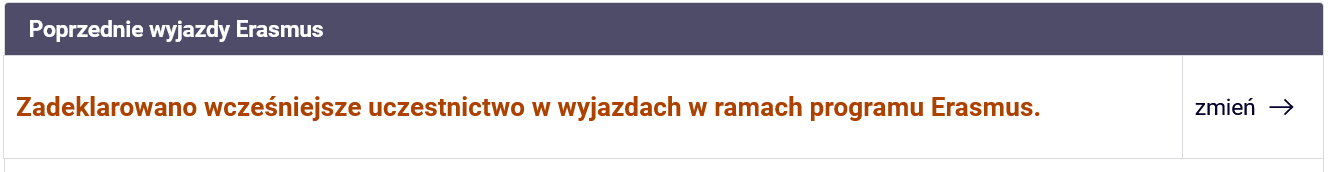 Poprzednie wyjazdy Erasmus
Zadeklarowano wcześniejsze uczestnictwo w wyjazdach w ramach programu Erasmus.
zmień →